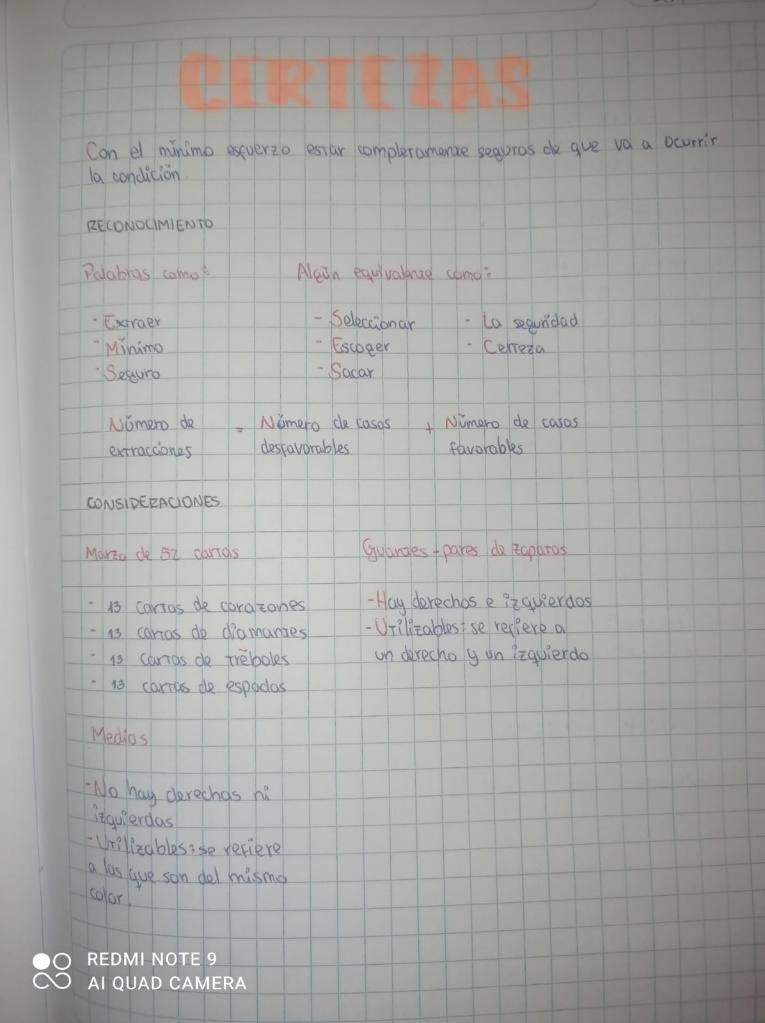 CERTEZAS
Con el mínimo esfuerzo estar completamente seguros de que va a ocurrir
la condición.
RECONOCIMIENTO
Palabras como: Algún equivalente como:
- Extraer - Seleccionar - La seguridad
- Mínimo - Escoger - Certeza
- Seguro - Sacar
Número de = Número de casos + Número de casos
extracciones desfavorables favorables
CONSIDERACIONES
Marzo de 52 cartas
- 13 cartas de corazones
- 13 cartas de diamantes
- 13 cartas de tréboles
- 13 cartas de espadas
Guantes - pares de zapatos
- Hay derechos e izquierdos
- Utilizables: se refiere a
un derecho y un izquierdo
Medias
- No hay derechas ni
izquierdas
- Utilizables: se refiere
a las que son del mismo
color.
REDMI NOTE 9
AI QUAD CAMERA